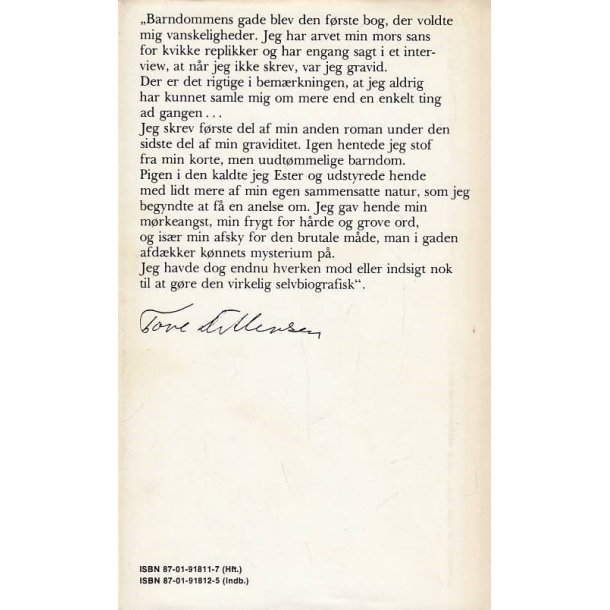 „Barndommens gade blev den første bog, der voldte
mig vanskeligheder. Jeg har arvet min mors sans
for kvikke replikker og har engang sagt i et inter-
view, at når jeg ikke skrev, var jeg gravid.
Der er det rigtige i bemærkningen, at jeg aldrig
har kunnet samle mig om mere end en enkelt ting
ad gangen . . .
Jeg skrev første del af min anden roman under den
sidste del af min graviditet. Igen hentede jeg stof
fra min korte, men uudtømmelige barndom.
Pigen i den kaldte jeg Ester og udstyrede hende
med lidt mere af min egen sammensatte natur, som jeg
begyndte at få en anelse om. Jeg gav hende min
mørkeangst, min frygt for hårde og grove ord,
og især min afsky for den brutale måde, man i gaden
afdækker kønnets mysterium på.
Jeg havde dog endnu hverken mod eller indsigt nok
til at gøre den virkelig selvbiografisk“.
Tove Ditlevsen
ISBN 87-01-91811-7 (Hft.)
ISBN 87-01-91812-5 (Indb.)